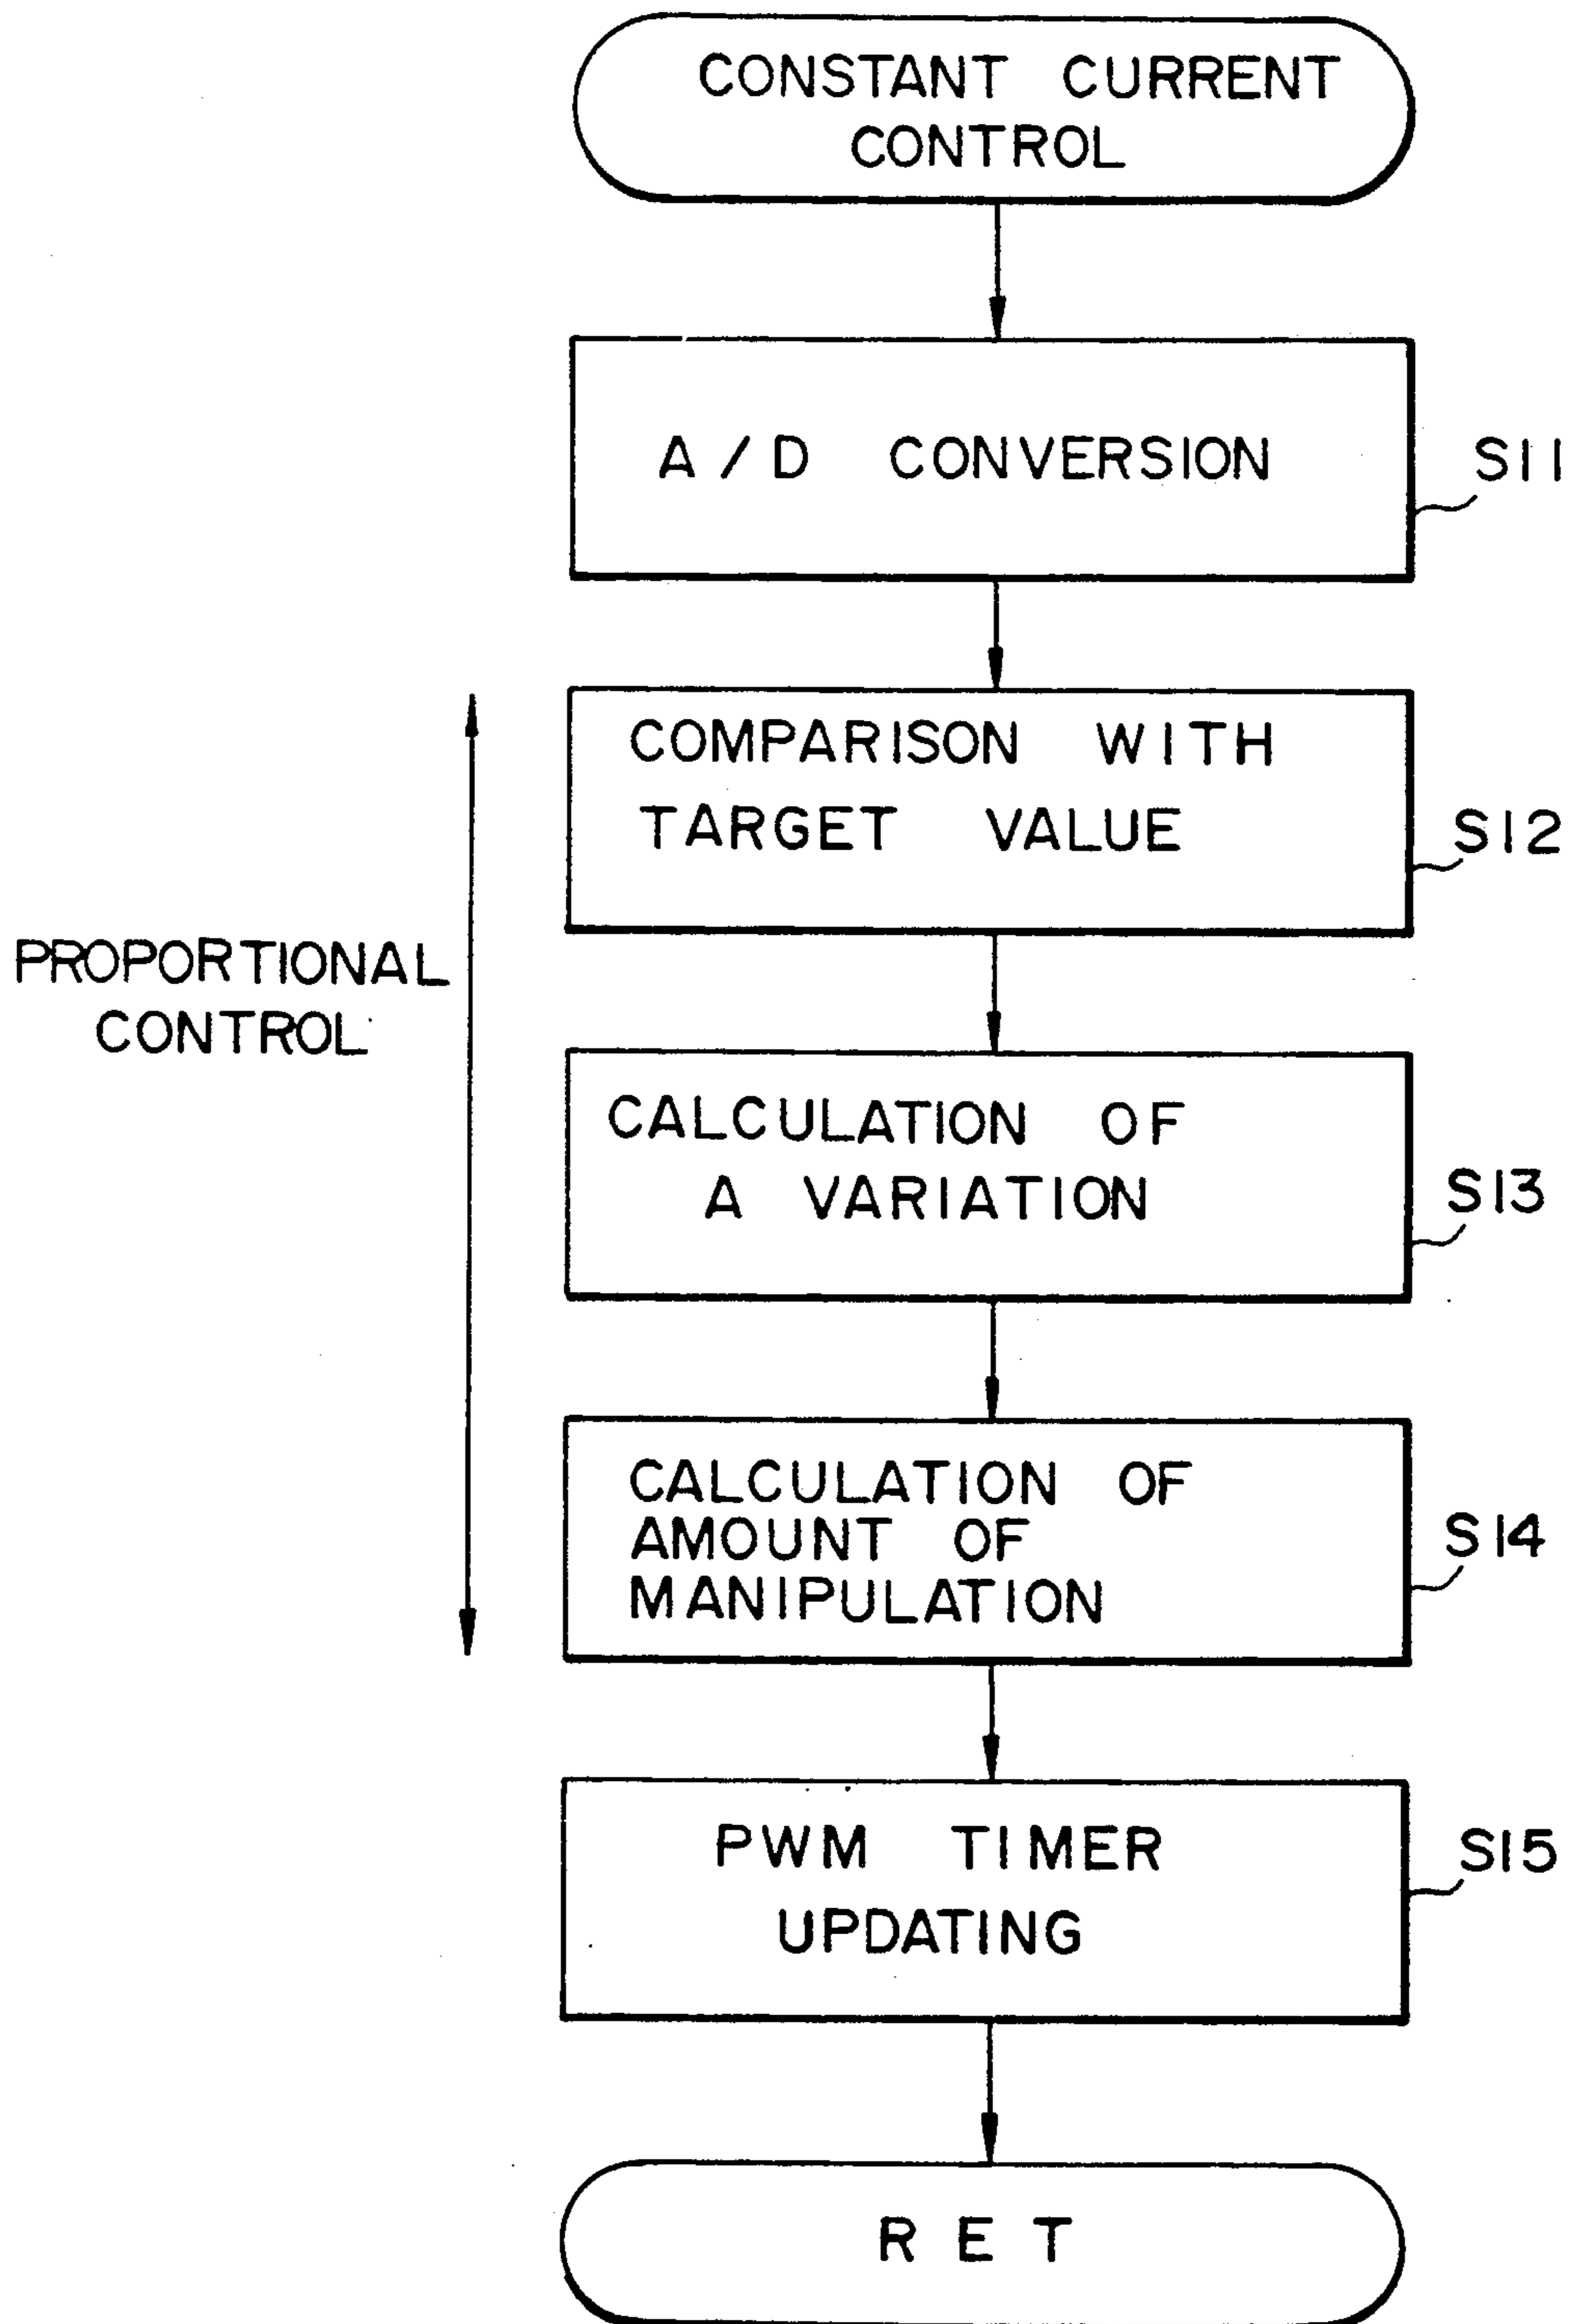 CONSTANT CURRENT
CONTROL
A/D CONVERSION
S11
COMPARISON WITH
TARGET VALUE
S12
PROPORTIONAL
CONTROL
CALCULATION OF
A VARIATION
S13
CALCULATION OF
AMOUNT OF
MANIPULATION
S14
PWM TIMER
UPDATING
S15
RET